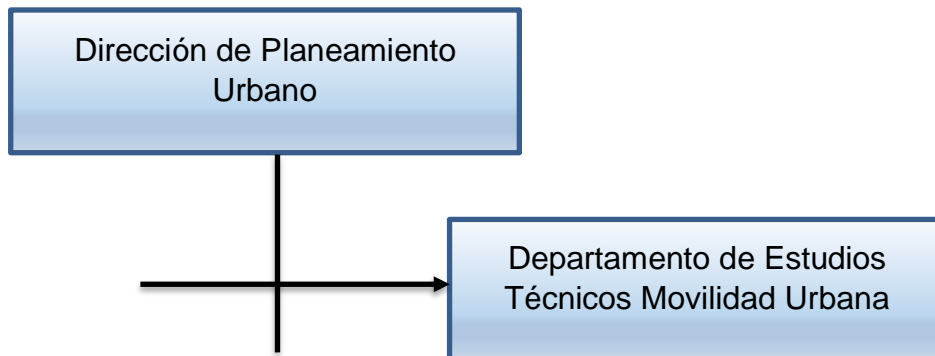 Dirección de Planeamiento
Urbano
Departamento de Estudios
Técnicos Movilidad Urbana